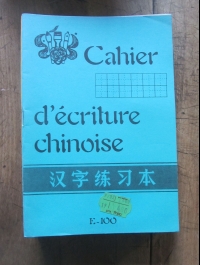 Cahier
d'écriture
chinoise
汉字练习本
E-100